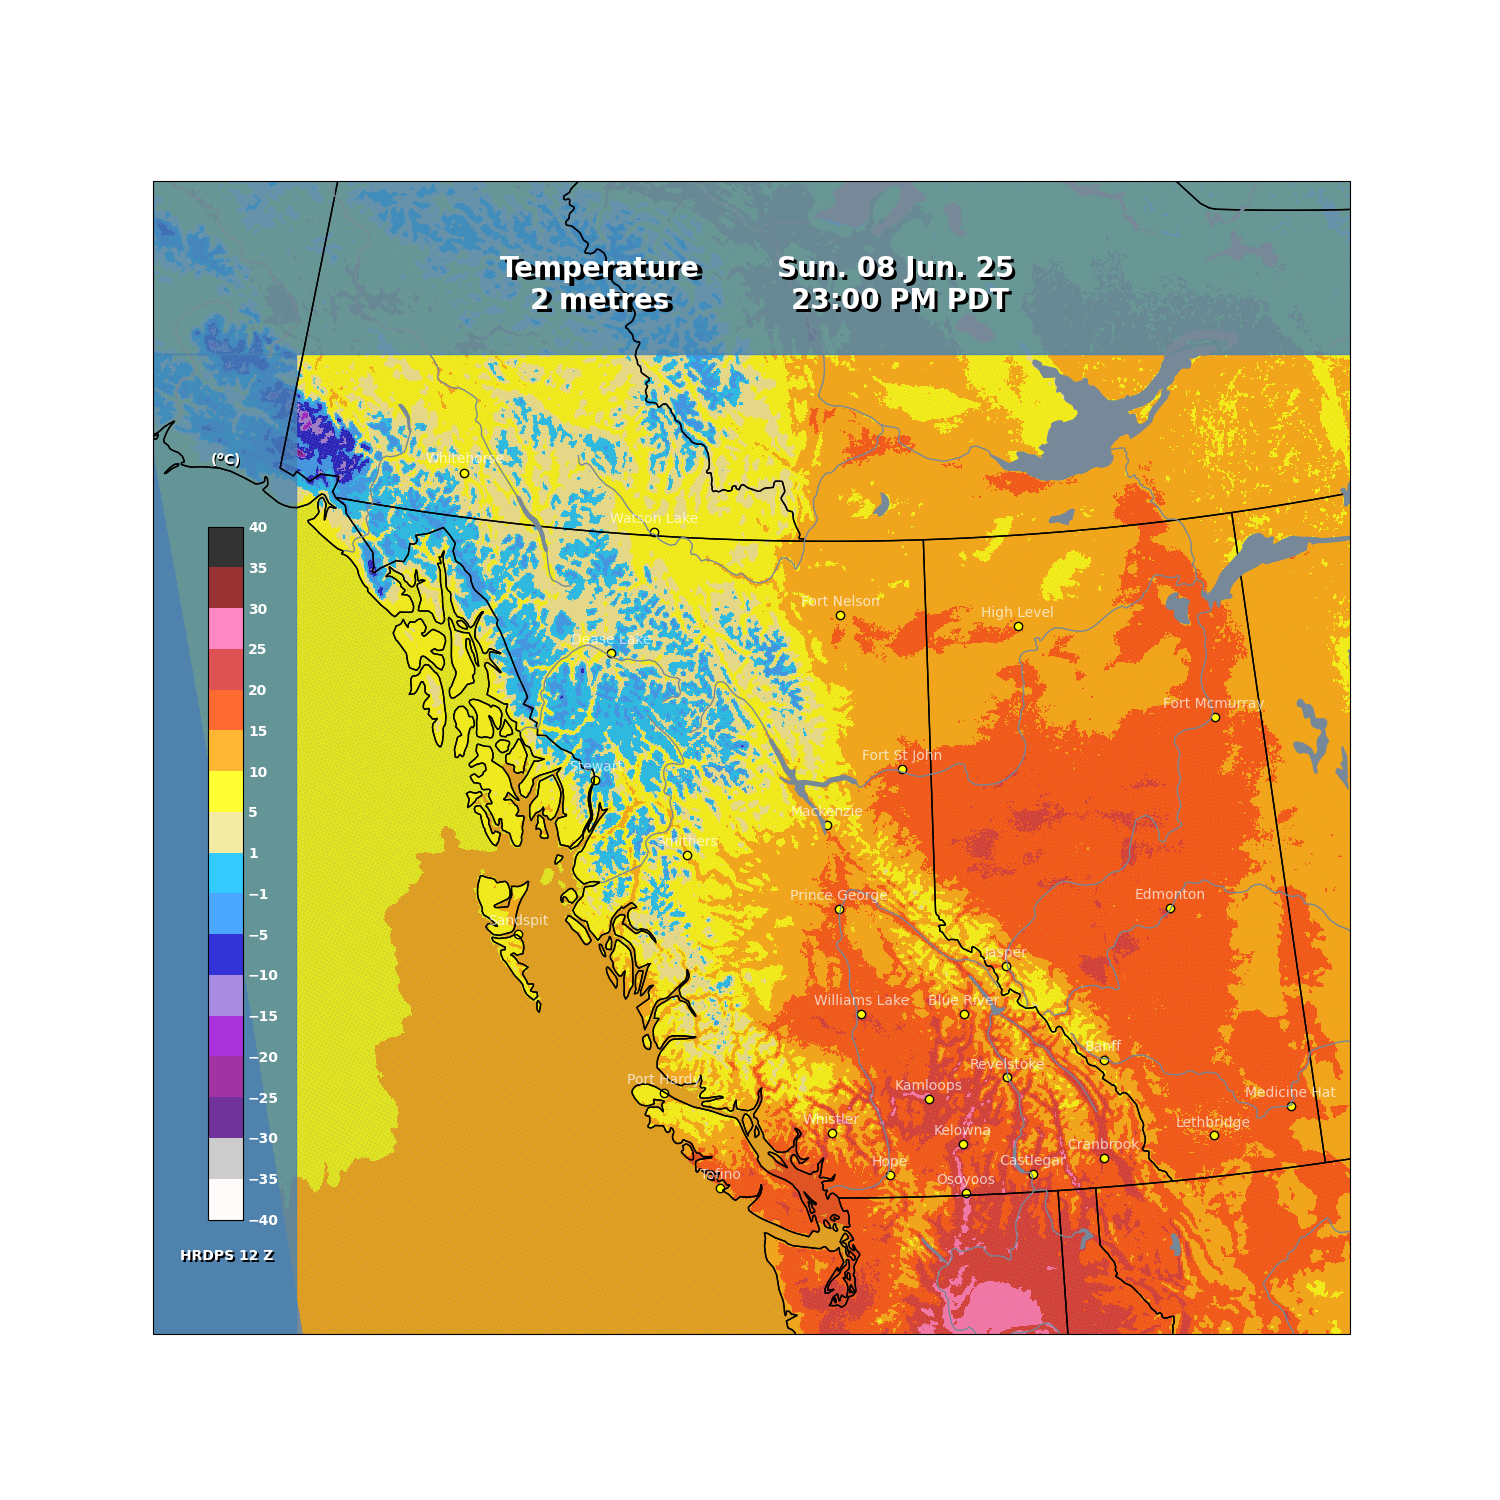 Temperature
2 metres
Sun. 08 Jun. 25
23:00 PM PDT
(°C)
Whitehorse
Watson Lake
40
35
30
25
20
15
10
5
1
−1
−5
−10
−15
−20
−25
−30
−35
−40
HRDPS 12 Z
Fort Nelson
High Level
Dease Lake
Fort Mcmurray
Fort St John
Stewart
Mackenzie
Smithers
Prince George
Edmonton
Sandspit
Jasper
Williams Lake
Blue River
Banff
Revelstoke
Port Hardy
Kamloops
Medicine Hat
Whistler
Lethbridge
Kelowna
Cranbrook
Hope
Castlegar
Tofino
Osoyoos